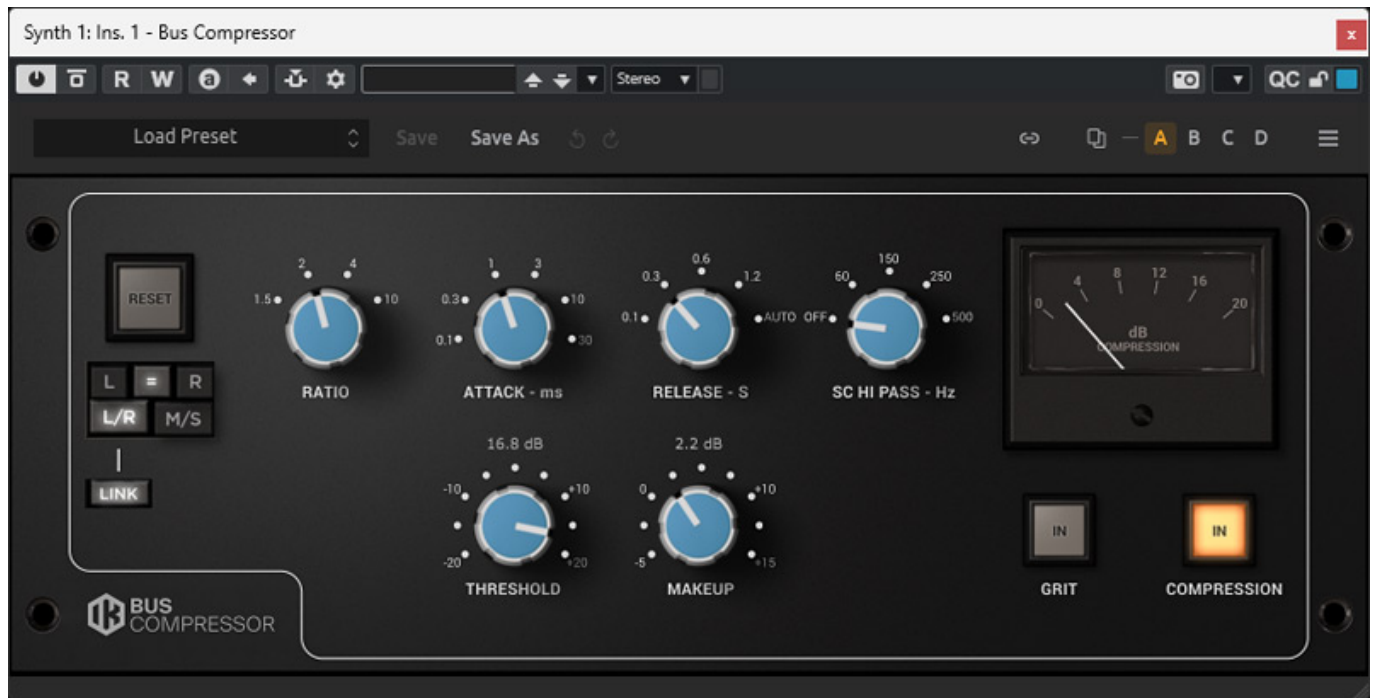 Synth 1: Ins. 1 - Bus Compressor
x
R W a Stereo QC
Load Preset Save Save As A B C D
RESET
L = R
L/R M/S
LINK
2 4
1.5 10
RATIO
1 3
0.3 10
0.1 30
ATTACK - ms
0.6
0.3 1.2
0.1 AUTO
RELEASE - S
150
60 250
OFF 500
SC HI PASS - Hz
0 4 8 12 16 20
dB
COMPRESSION
16.8 dB
-10 +10
-20 +20
THRESHOLD
2.2 dB
0 +10
-5 +15
MAKEUP
IN
GRIT
IN
COMPRESSION
BUS
COMPRESSOR